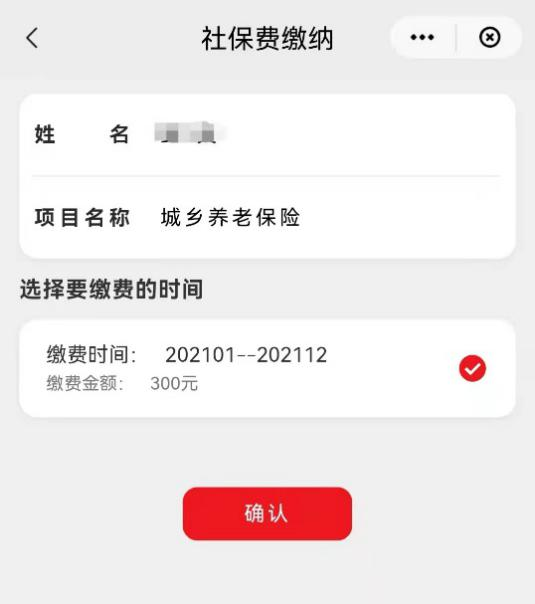 社保费缴纳
姓 名
项目名称 城乡养老保险
选择要缴费的时间
缴费时间： 202101--202112
缴费金额： 300元
确认